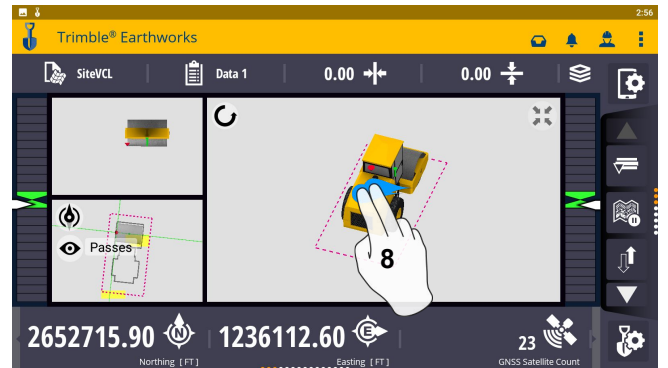 2:56
Trimble® Earthworks
SiteVCL
Data 1
0.00
0.00
Passes
8
2652715.90 N
Northing [FT]
1236112.60 E
Easting [FT]
23
GNSS Satellite Count